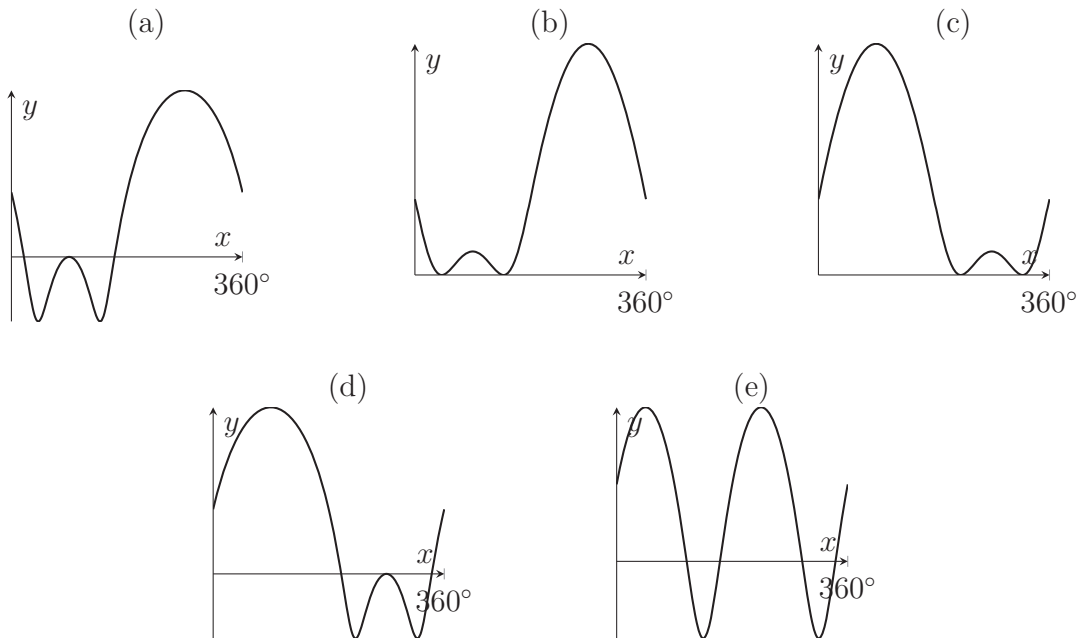 (a) (b) (c)
y y y
x x x
360° 360° 360°
(d) (e)
y y
x x
360° 360°